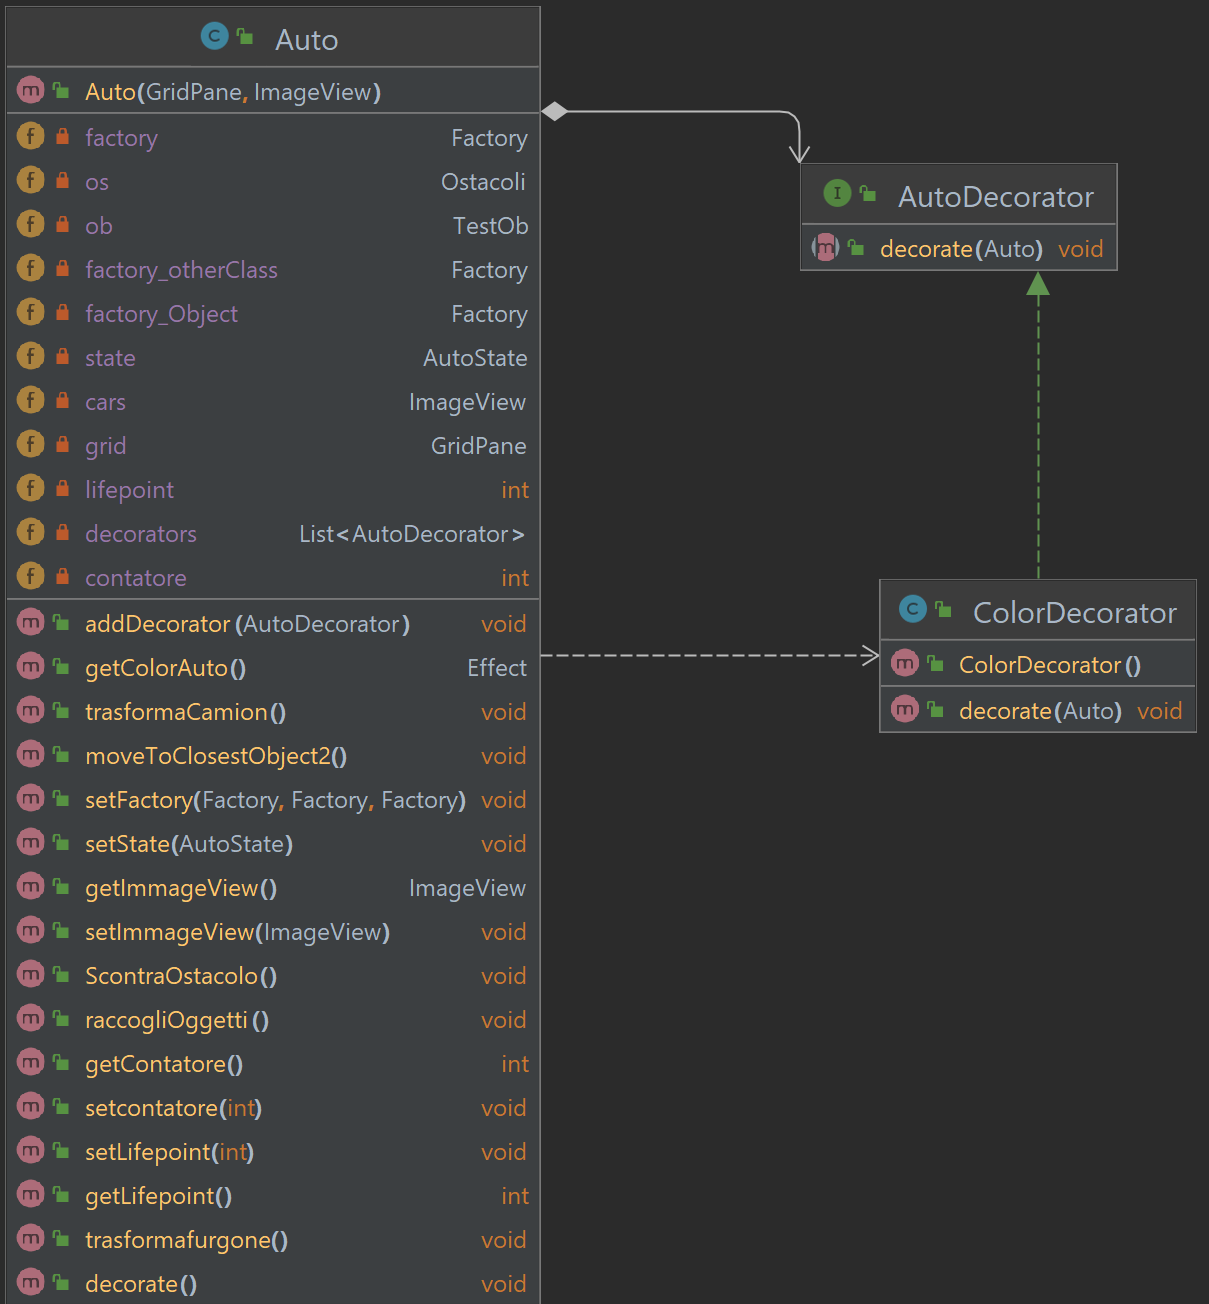 Auto
Auto(GridPane, ImageView)
factory Factory
os Ostacoli
ob TestOb
factory_otherClass Factory
factory_Object Factory
state AutoState
cars ImageView
grid GridPane
lifepoint int
decorators List<AutoDecorator>
contatore int
addDecorator(AutoDecorator) void
getColorAuto() Effect
trasformaCamion() void
moveToClosestObject2() void
setFactory(Factory, Factory, Factory) void
setState(AutoState) void
getImmageView() ImageView
setImmageView(ImageView) void
ScontraOstacolo() void
raccogliOggetti() void
getContatore() int
setcontatore(int) void
setLifepoint(int) void
getLifepoint() int
trasformafurgone() void
decorate() void
AutoDecorator
decorate(Auto) void
ColorDecorator
ColorDecorator()
decorate(Auto) void